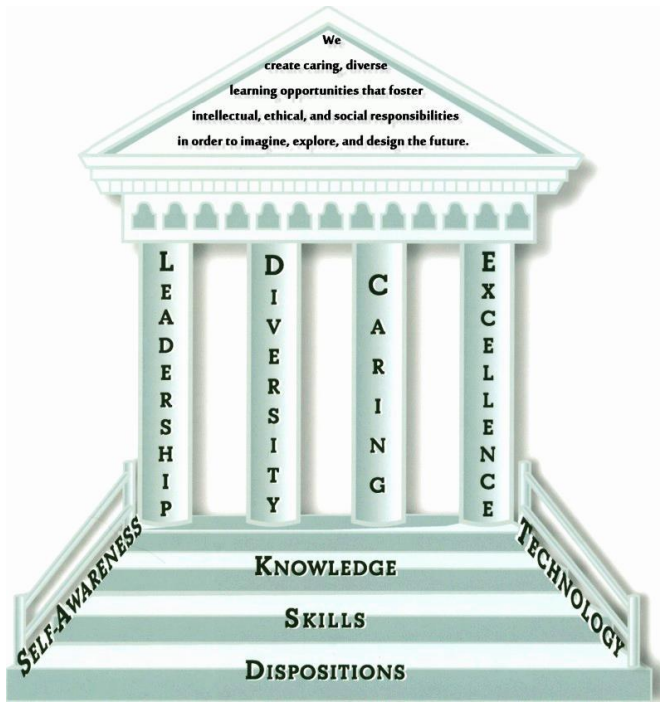 We
create caring, diverse
learning opportunities that foster
intellectual, ethical, and social responsibilities
in order to imagine, explore, and design the future.
LEADERSHIP
DIVERSITY
CARING
EXCELLENCE
SELF-AWARENESS
TECHNOLOGY
KNOWLEDGE
SKILLS
DISPOSITIONS